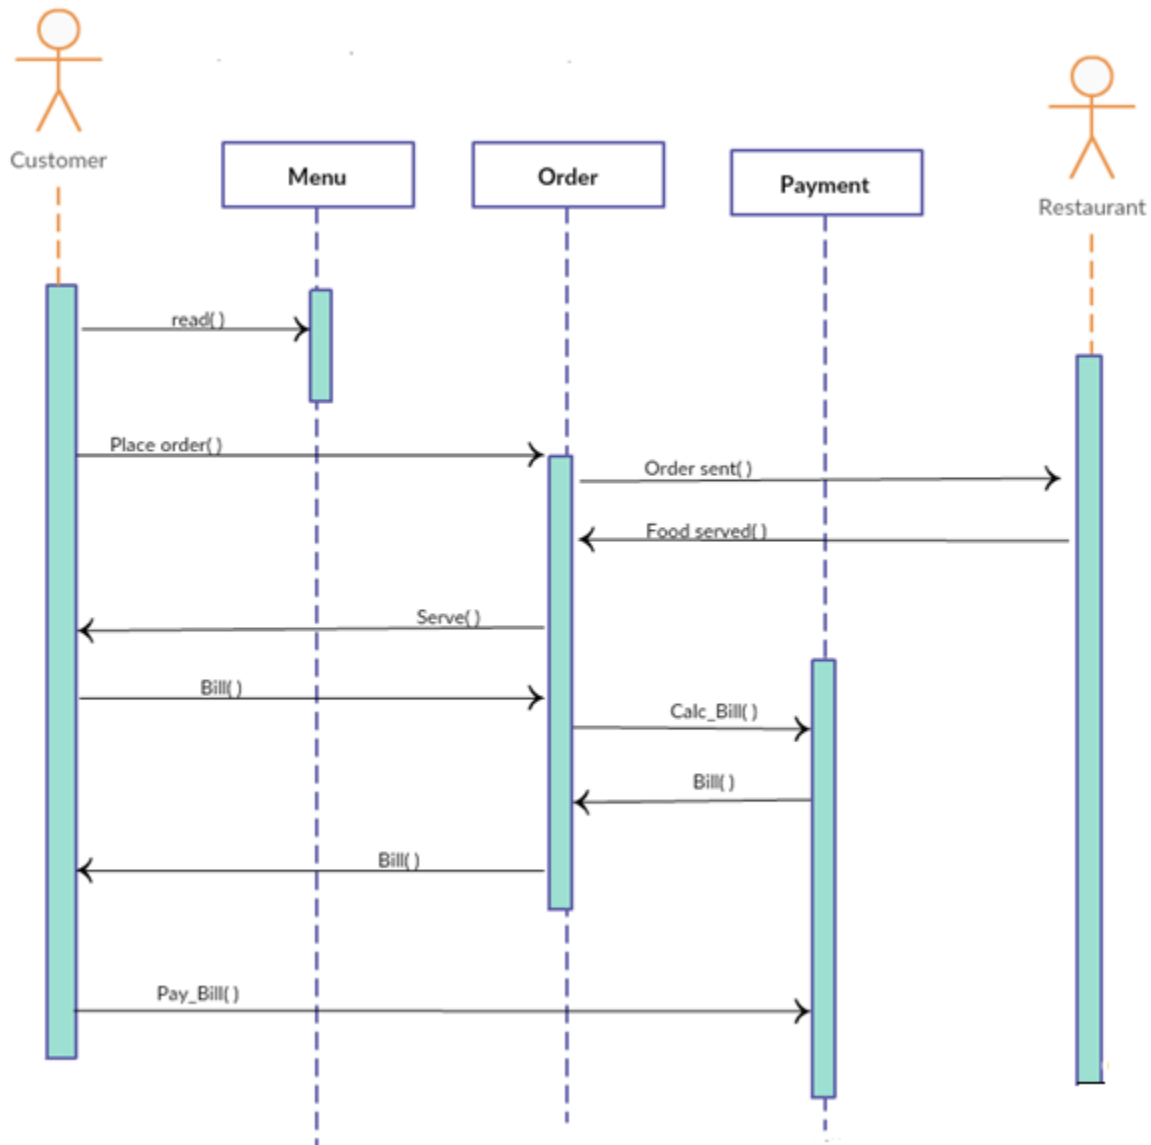 Customer
Menu
Order
Payment
Restaurant
read( )
Place order( )
Order sent( )
Food served( )
Serve( )
Bill( )
Calc_Bill( )
Bill( )
Bill( )
Pay_Bill( )